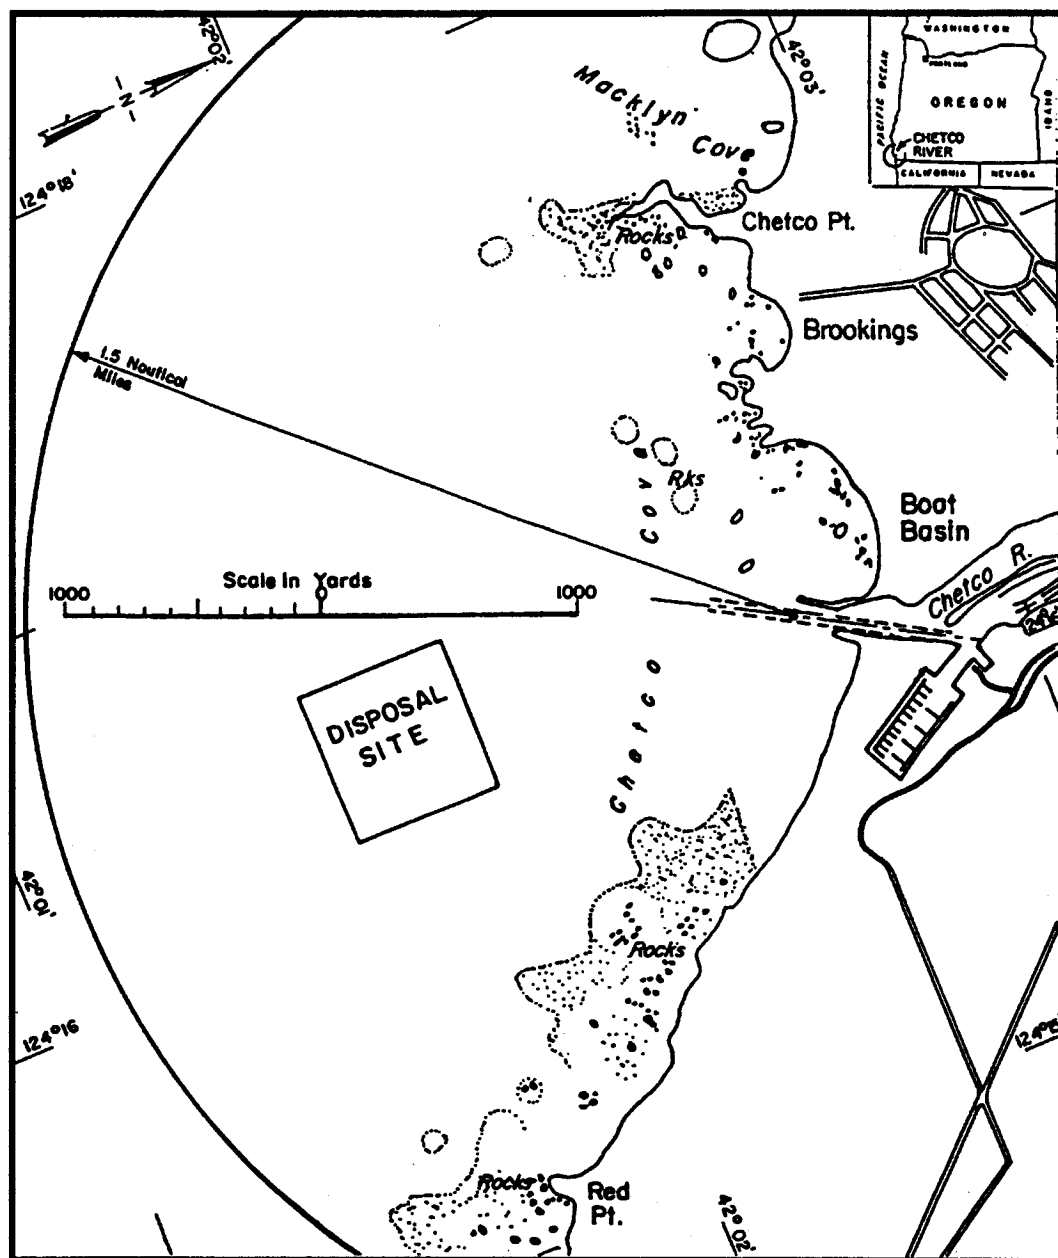 42°02'
N
124°18'
Macklyn
Cove
42°03'
WASHINGTON
PORTLAND
PACIFIC OCEAN
OREGON
IDAHO
CHETCO
RIVER
CALIFORNIA
NEVADA
Chetco Pt.
Rocks
Brookings
1.5 Nautical
Miles
Rks
Chetco Cove
Boat
Basin
Chetco R.
Scale in Yards
1000
0
1000
DISPOSAL
SITE
42°01'
Rocks
124°16
Rocks
Red
Pt.
42°02'